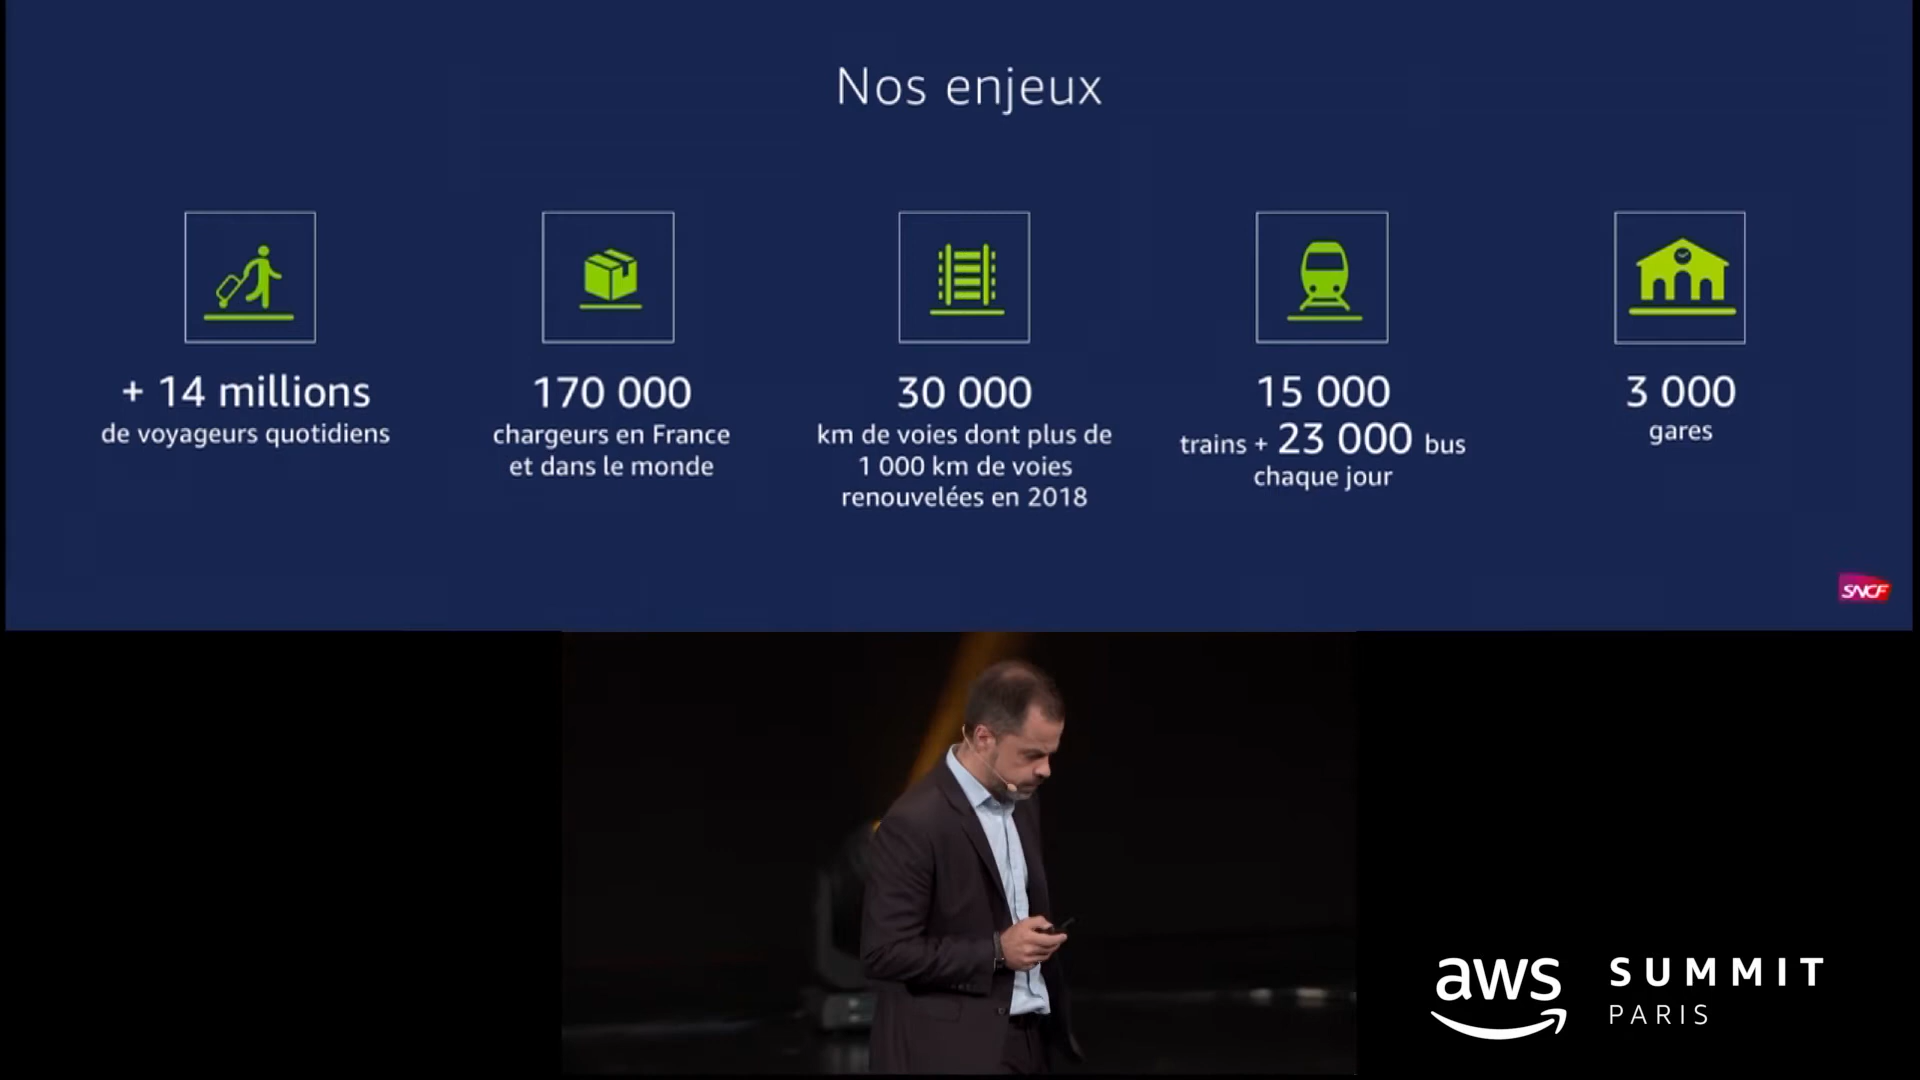 Nos enjeux
+ 14 millions
de voyageurs quotidiens
170 000
chargeurs en France
et dans le monde
30 000
km de voies dont plus de
1 000 km de voies
renouvelées en 2018
15 000
trains + 23 000 bus
chaque jour
3 000
gares
SNCF
aws
SUMMIT
PARIS